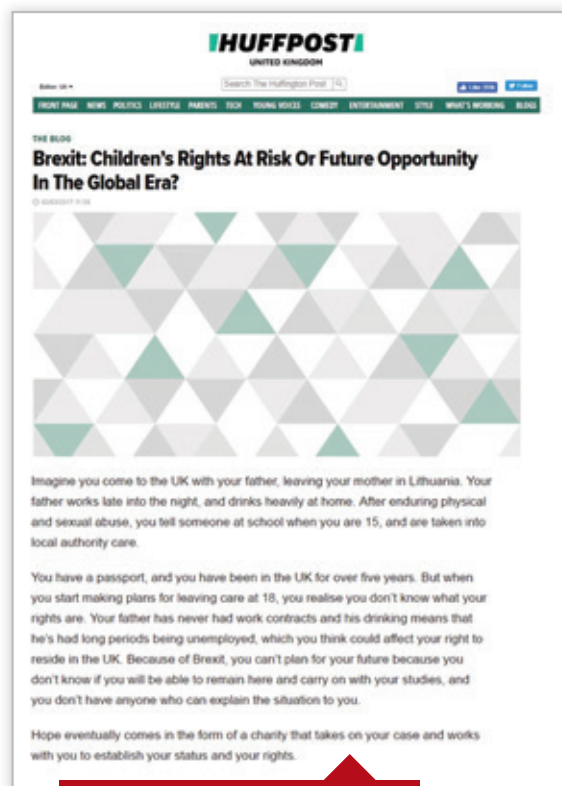 HUFFPOST
UNITED KINGDOM
Edition: UK
Search The Huffington Post
Like
Follow
FRONT PAGE NEWS POLITICS LIFESTYLE PARENTS TECH YOUNG VOICES COMEDY ENTERTAINMENT STYLE WHAT'S WORKING BLOGS
THE BLOG
Brexit: Children's Rights At Risk Or Future Opportunity
In The Global Era?
Imagine you come to the UK with your father, leaving your mother in Lithuania. Your
father works late into the night, and drinks heavily at home. After enduring physical
and sexual abuse, you tell someone at school when you are 15, and are taken into
local authority care.
You have a passport, and you have been in the UK for over five years. But when
you start making plans for leaving care at 18, you realise you don't know what your
rights are. Your father has never had work contracts and his drinking means that
he's had long periods being unemployed, which you think could affect your right to
reside in the UK. Because of Brexit, you can't plan for your future because you
don't know if you will be able to remain here and carry on with your studies, and
you don't have anyone who can explain the situation to you.
Hope eventually comes in the form of a charity that takes on your case and works
with you to establish your status and your rights.